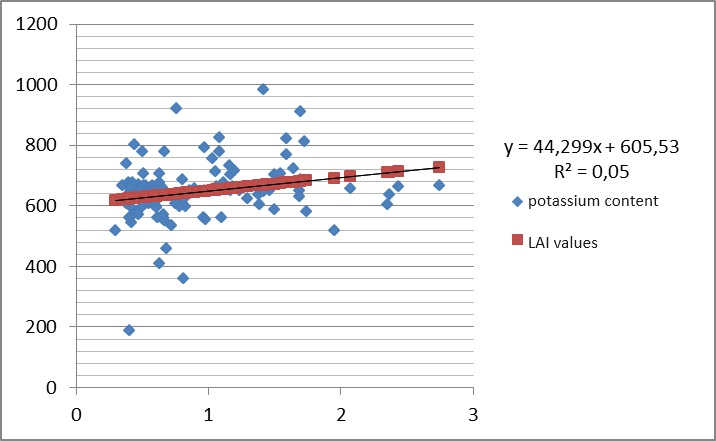 1200
1000
800
600
400
200
0
0 1 2 3
y = 44,299x + 605,53
R² = 0,05
potassium content
LAI values